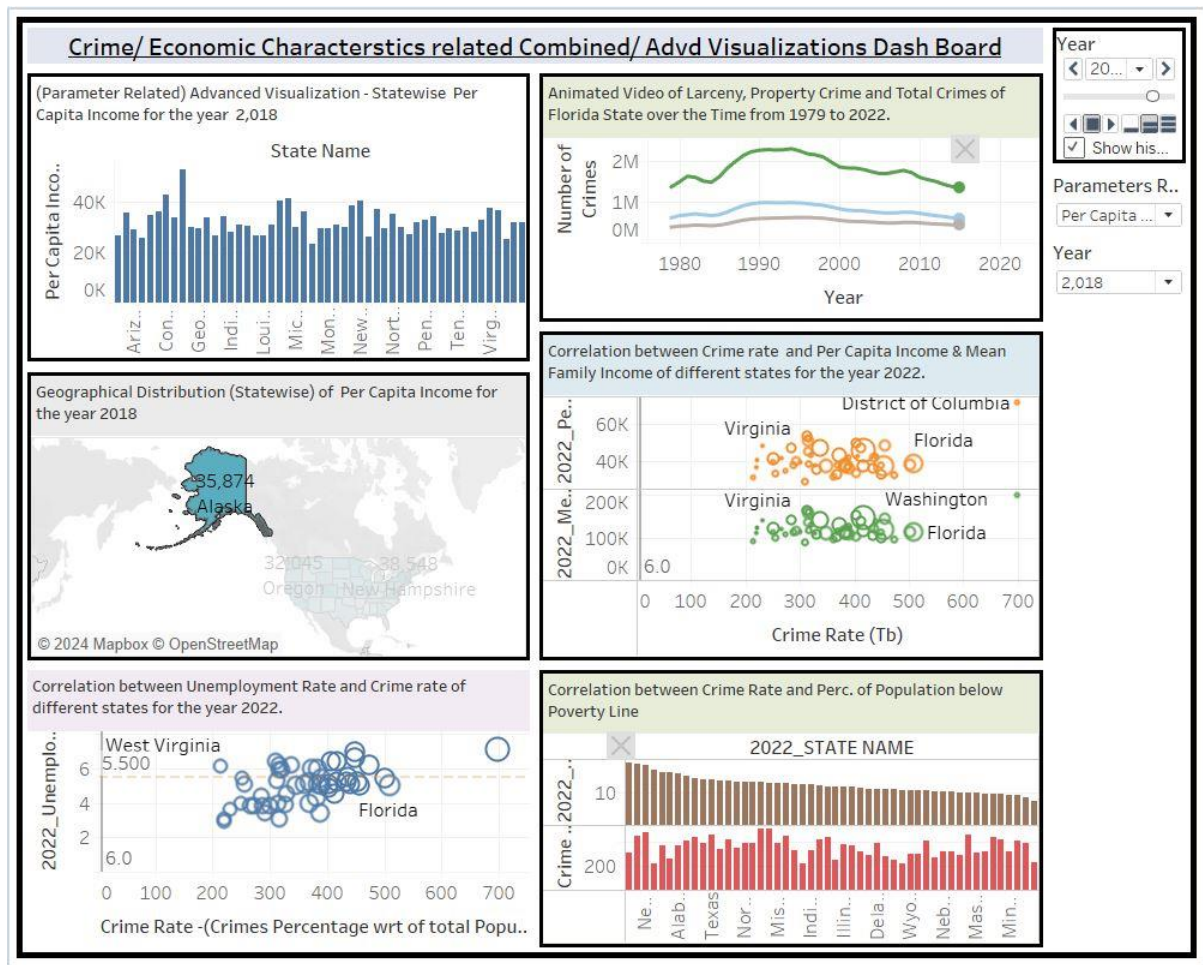 Crime/ Economic Characterstics related Combined/ Advd Visualizations Dash Board
(Parameter Related) Advanced Visualization - Statewise Per
Capita Income for the year 2,018
State Name
Per Capita Inco..
40K
20K
0K
Ariz..
Con..
Geo..
Indi..
Loui..
Mic..
Mon..
New..
Nort..
Pen..
Ten..
Virg..
Animated Video of Larceny, Property Crime and Total Crimes of
Florida State over the Time from 1979 to 2022.
Number of
Crimes
2M
1M
0M
1980 1990 2000 2010 2020
Year
Year
20...
Show his...
Parameters R..
Per Capita ...
Year
2,018
Geographical Distribution (Statewise) of Per Capita Income for
the year 2018
35,874
Alaska
32,045
Oregon
38,548
New Hampshire
© 2024 Mapbox © OpenStreetMap
Correlation between Crime rate and Per Capita Income & Mean
Family Income of different states for the year 2022.
2022_Pe..
60K
40K
District of Columbia
Virginia
Florida
2022_Me..
200K
100K
0K
Virginia
Washington
Florida
6.0
0 100 200 300 400 500 600 700
Crime Rate (Tb)
Correlation between Unemployment Rate and Crime rate of
different states for the year 2022.
2022_Unemplo..
6
4
2
West Virginia
5.500
Florida
6.0
0 100 200 300 400 500 600 700
Crime Rate -(Crimes Percentage wrt of total Popu..
Correlation between Crime Rate and Perc. of Population below
Poverty Line
2022_STATE NAME
2022_..
10
Crime ..
200
Ne..
Alab..
Texas
Nor..
Mis..
Indi..
Illin..
Dela..
Wyo..
Neb..
Mas..
Min..